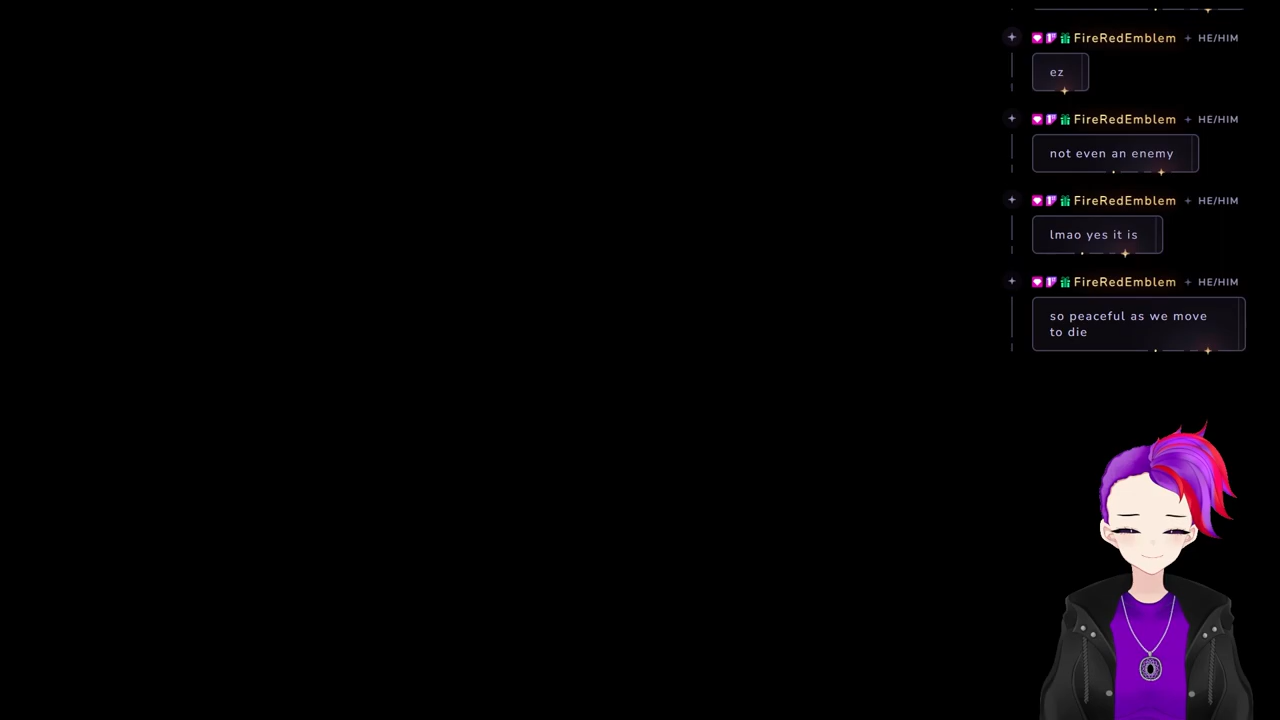 FireRedEmblem HE/HIM
ez
FireRedEmblem HE/HIM
not even an enemy
FireRedEmblem HE/HIM
lmao yes it is
FireRedEmblem HE/HIM
so peaceful as we move
to die